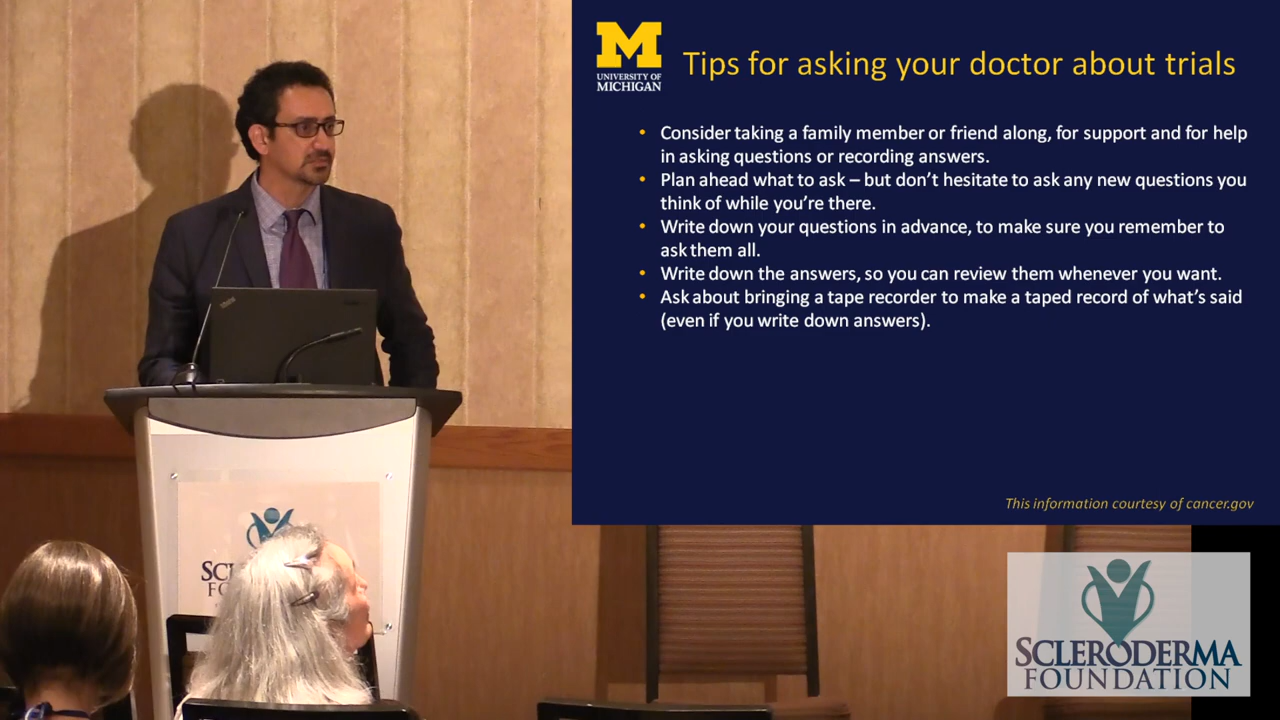 M
UNIVERSITY OF
MICHIGAN
Tips for asking your doctor about trials
• Consider taking a family member or friend along, for support and for help
in asking questions or recording answers.
• Plan ahead what to ask – but don't hesitate to ask any new questions you
think of while you're there.
• Write down your questions in advance, to make sure you remember to
ask them all.
• Write down the answers, so you can review them whenever you want.
• Ask about bringing a tape recorder to make a taped record of what's said
(even if you write down answers).
This information courtesy of cancer.gov
SCLERODERMA
FOUNDATION